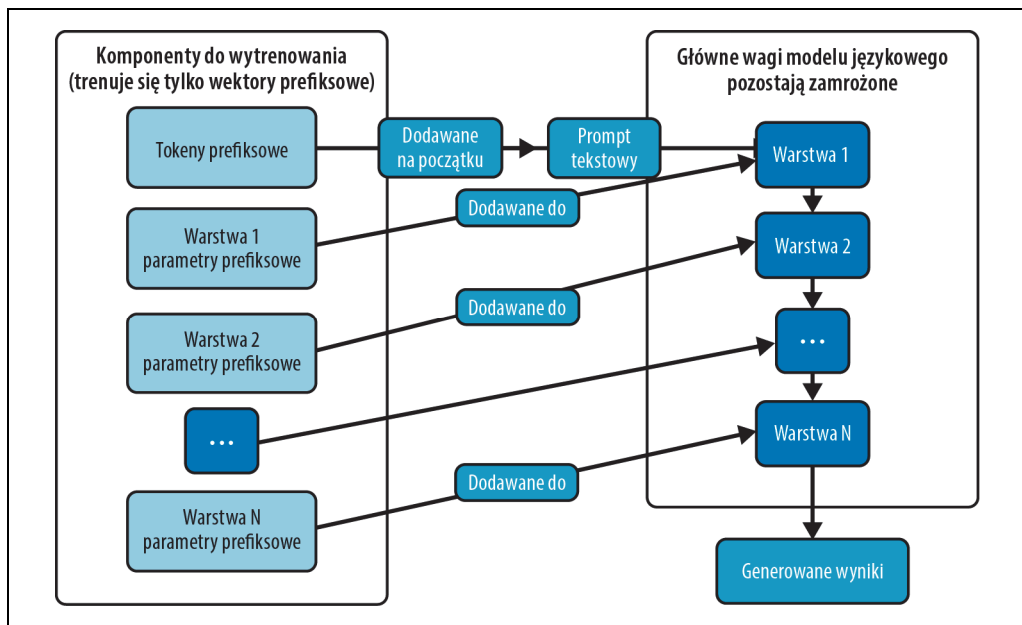 Komponenty do wytrenowania
(trenuje się tylko wektory prefiksowe)
Tokeny prefiksowe
Warstwa 1
parametry prefiksowe
Warstwa 2
parametry prefiksowe
...
Warstwa N
parametry prefiksowe
Dodawane
na początku
Prompt
tekstowy
Dodawane do
Dodawane do
Dodawane do
Główne wagi modelu językowego
pozostają zamrożone
Warstwa 1
Warstwa 2
...
Warstwa N
Generowane wyniki